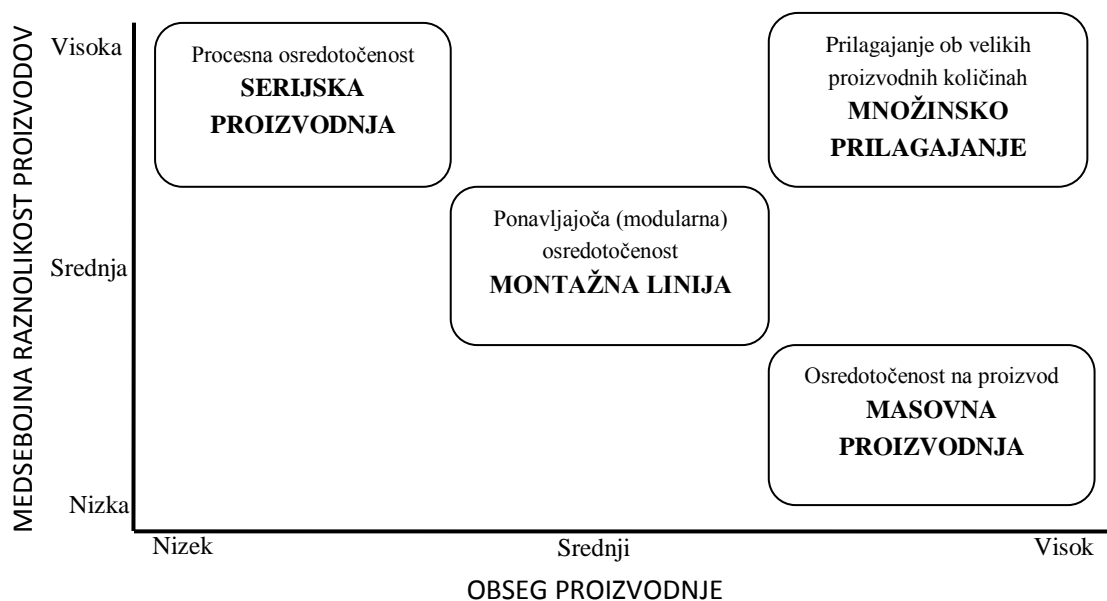 MEDSEBOJNA RAZNOLIKOST PROIZVODOV
Visoka
Srednja
Nizka
Procesna osredotočenost
SERIJSKA
PROIZVODNJA
Prilagajanje ob velikih
proizvodnih količinah
MNOŽINSKO
PRILAGAJANJE
Ponavljajoča (modularna)
osredotočenost
MONTAŽNA LINIJA
Osredotočenost na proizvod
MASOVNA
PROIZVODNJA
Nizek
Srednji
Visok
OBSEG PROIZVODNJE